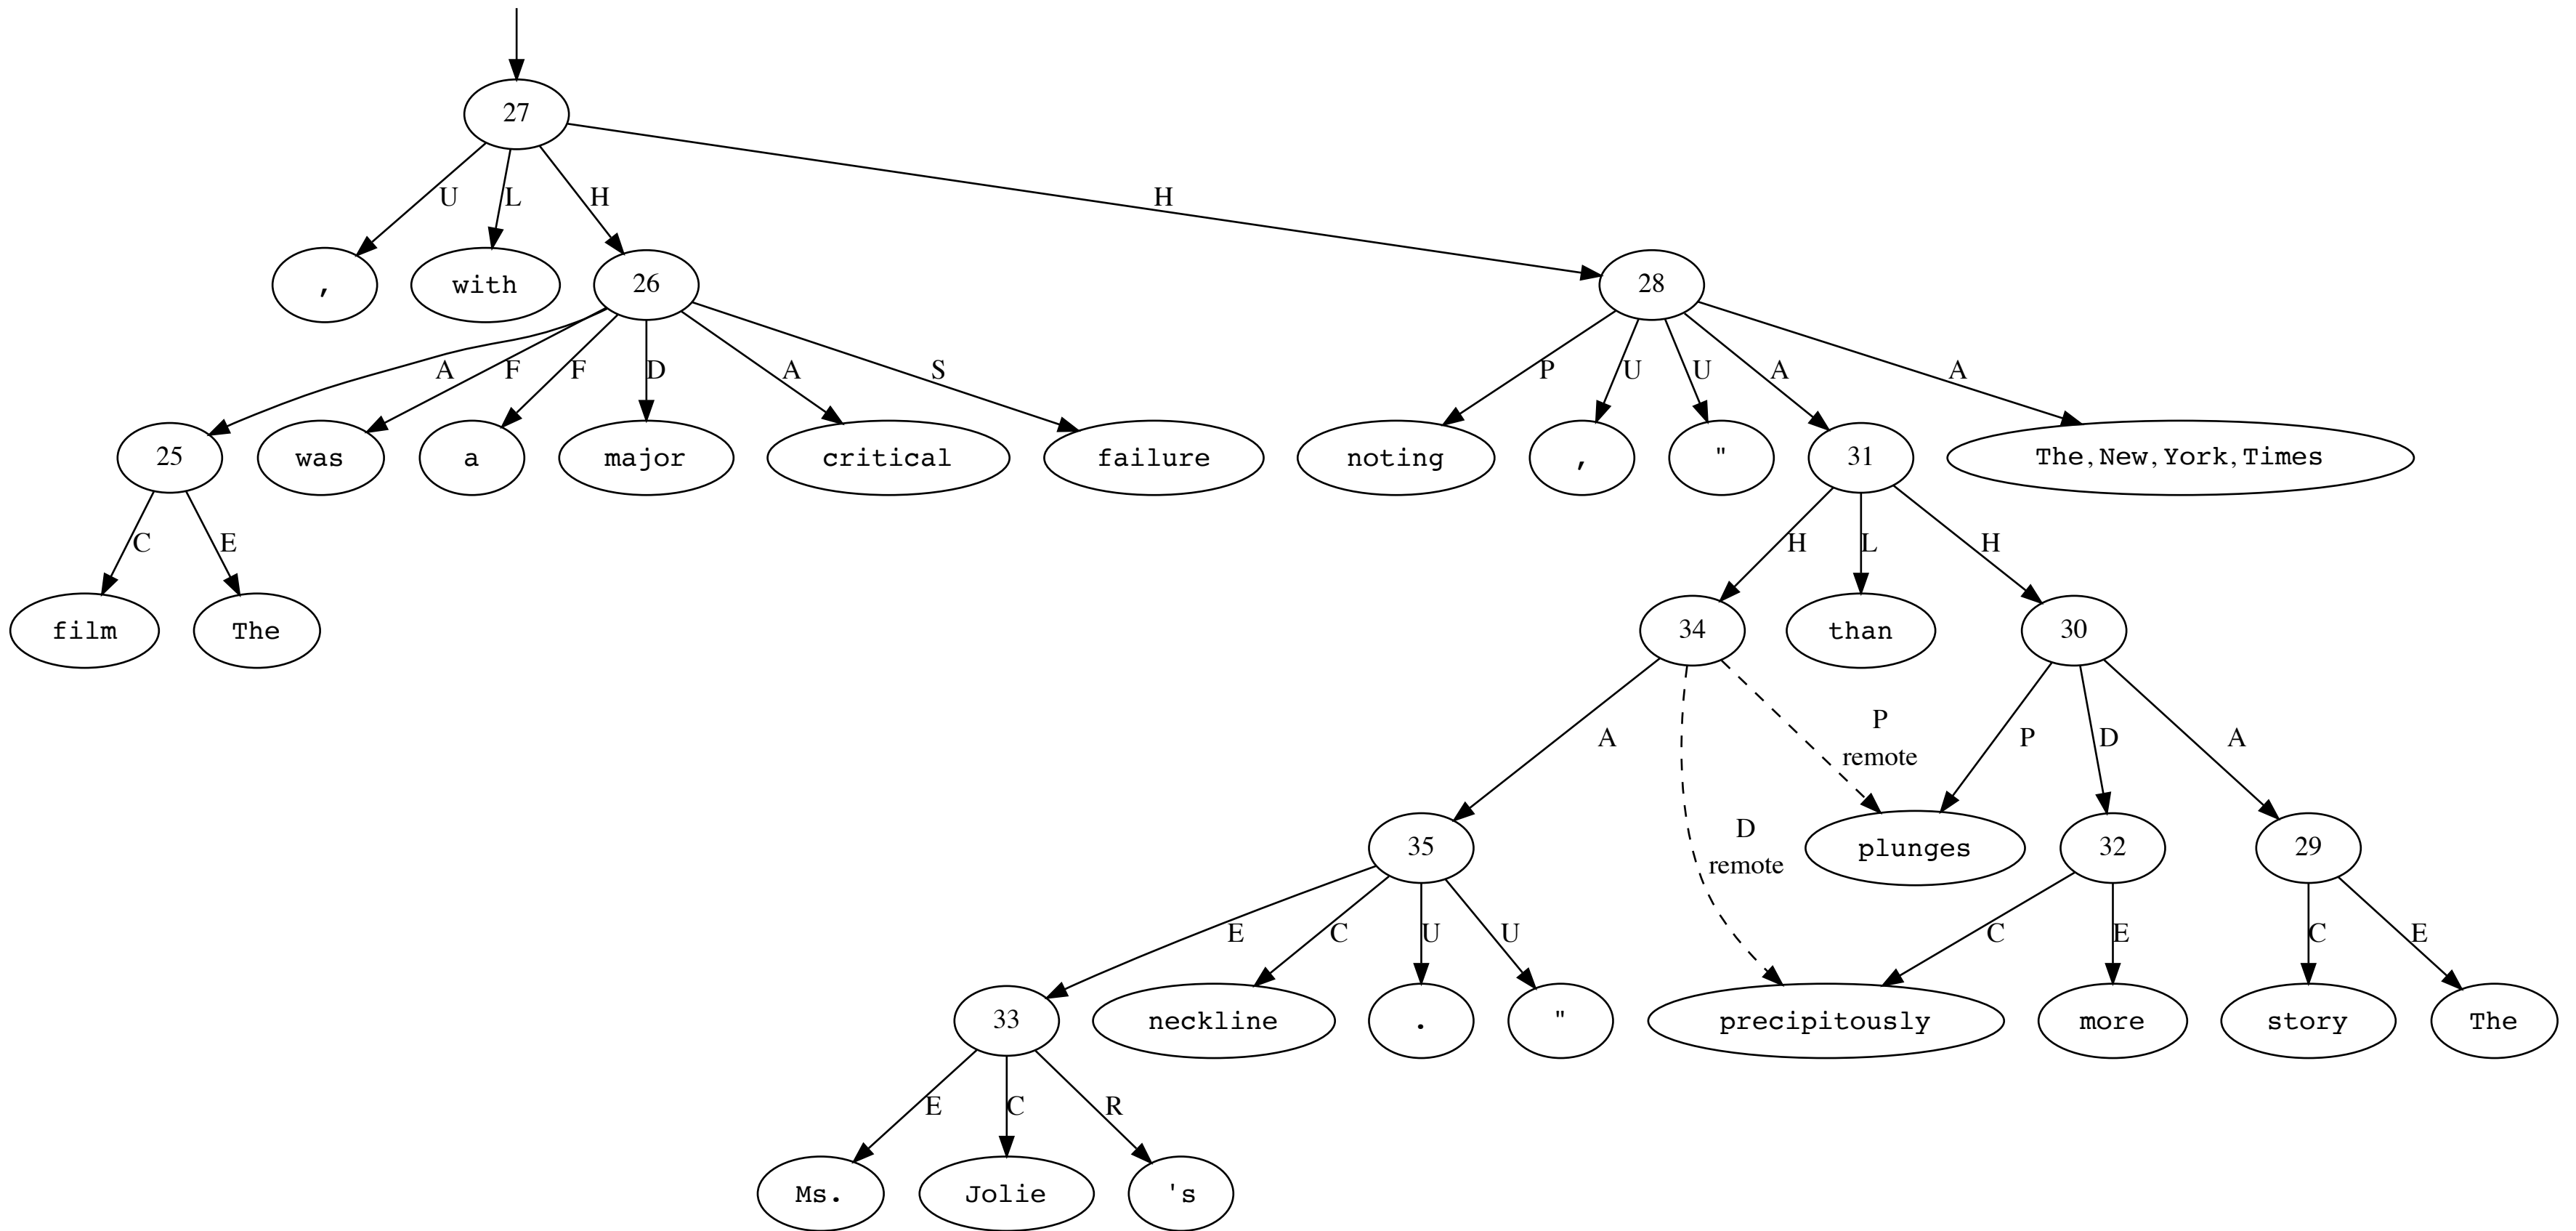 27
U L H H
, with 26 28
A F F D A S P U U A A
25 was a major critical failure noting , " 31 The, New, York, Times
C E H L H
film The 34 than 30
A D remote P remote P D A
35 plunges 32 29
E C U U C E C E
33 neckline . " precipitously more story The
E C R
Ms. Jolie 's